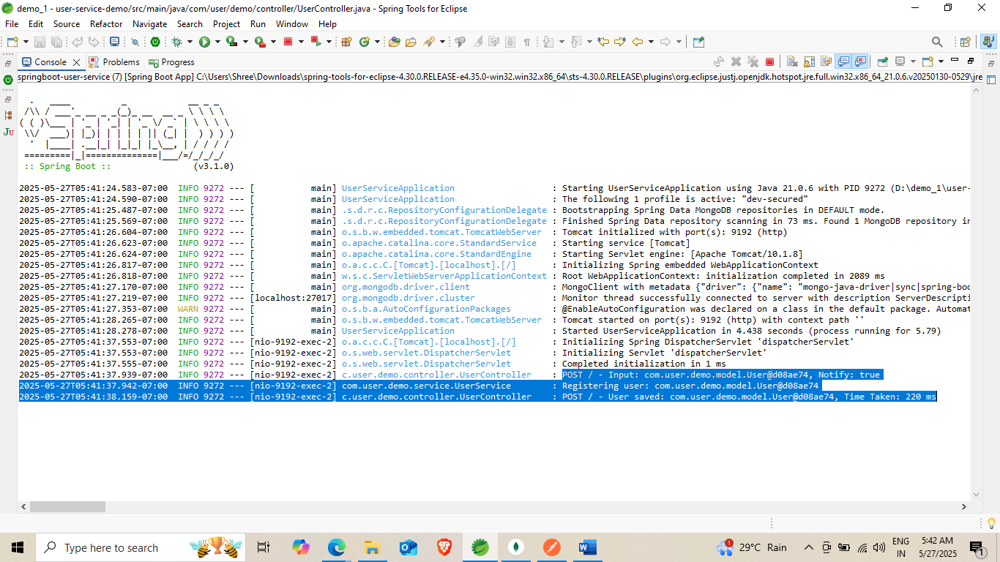 demo_1 - user-service-demo/src/main/java/com/user/demo/controller/UserController.java - Spring Tools for Eclipse
File Edit Source Refactor Navigate Search Project Run Window Help
Console Problems Progress
springboot-user-service (7) [Spring Boot App] C:\Users\Shree\Downloads\spring-tools-for-eclipse-4.30.0.RELEASE-e4.35.0-win32.win32.x86_64\sts-4.30.0.RELEASE\plugins\org.eclipse.justj.openjdk.hotspot.jre.full.win32.x86_64_21.0.6.v20250130-0529\jre
:: Spring Boot :: (v3.1.0)
2025-05-27T05:41:24.583-07:00 INFO 9272 --- [ main] UserServiceApplication : Starting UserServiceApplication using Java 21.0.6 with PID 9272 (D:\demo_1\user-
2025-05-27T05:41:24.590-07:00 INFO 9272 --- [ main] UserServiceApplication : The following 1 profile is active: "dev-secured"
2025-05-27T05:41:25.487-07:00 INFO 9272 --- [ main] .s.d.r.c.RepositoryConfigurationDelegate : Bootstrapping Spring Data MongoDB repositories in DEFAULT mode.
2025-05-27T05:41:25.569-07:00 INFO 9272 --- [ main] .s.d.r.c.RepositoryConfigurationDelegate : Finished Spring Data repository scanning in 73 ms. Found 1 MongoDB repository in
2025-05-27T05:41:26.604-07:00 INFO 9272 --- [ main] o.s.b.w.embedded.tomcat.TomcatWebServer : Tomcat initialized with port(s): 9192 (http)
2025-05-27T05:41:26.623-07:00 INFO 9272 --- [ main] o.apache.catalina.core.StandardService : Starting service [Tomcat]
2025-05-27T05:41:26.624-07:00 INFO 9272 --- [ main] o.apache.catalina.core.StandardEngine : Starting Servlet engine: [Apache Tomcat/10.1.8]
2025-05-27T05:41:26.817-07:00 INFO 9272 --- [ main] o.a.c.c.C.[Tomcat].[localhost].[/] : Initializing Spring embedded WebApplicationContext
2025-05-27T05:41:26.818-07:00 INFO 9272 --- [ main] w.s.c.ServletWebServerApplicationContext : Root WebApplicationContext: initialization completed in 2089 ms
2025-05-27T05:41:27.170-07:00 INFO 9272 --- [ main] org.mongodb.driver.client : MongoClient with metadata {"driver": {"name": "mongo-java-driver|sync|spring-boo
2025-05-27T05:41:27.219-07:00 INFO 9272 --- [localhost:27017] org.mongodb.driver.cluster : Monitor thread successfully connected to server with description ServerDescripti
2025-05-27T05:41:27.353-07:00 WARN 9272 --- [ main] o.s.b.a.AutoConfigurationPackages : @EnableAutoConfiguration was declared on a class in the default package. Automat
2025-05-27T05:41:28.265-07:00 INFO 9272 --- [ main] o.s.b.w.embedded.tomcat.TomcatWebServer : Tomcat started on port(s): 9192 (http) with context path ''
2025-05-27T05:41:28.278-07:00 INFO 9272 --- [ main] UserServiceApplication : Started UserServiceApplication in 4.438 seconds (process running for 5.79)
2025-05-27T05:41:37.553-07:00 INFO 9272 --- [nio-9192-exec-2] o.a.c.c.C.[Tomcat].[localhost].[/] : Initializing Spring DispatcherServlet 'dispatcherServlet'
2025-05-27T05:41:37.553-07:00 INFO 9272 --- [nio-9192-exec-2] o.s.web.servlet.DispatcherServlet : Initializing Servlet 'dispatcherServlet'
2025-05-27T05:41:37.555-07:00 INFO 9272 --- [nio-9192-exec-2] o.s.web.servlet.DispatcherServlet : Completed initialization in 1 ms
2025-05-27T05:41:37.939-07:00 INFO 9272 --- [nio-9192-exec-2] c.user.demo.controller.UserController : POST / - Input: com.user.demo.model.User@d08ae74, Notify: true
2025-05-27T05:41:37.942-07:00 INFO 9272 --- [nio-9192-exec-2] com.user.demo.service.UserService : Registering user: com.user.demo.model.User@d08ae74
2025-05-27T05:41:38.159-07:00 INFO 9272 --- [nio-9192-exec-2] c.user.demo.controller.UserController : POST / - User saved: com.user.demo.model.User@d08ae74, Time Taken: 220 ms
Type here to search
1
29°C Rain
ENG
IN
5:42 AM
5/27/2025
1